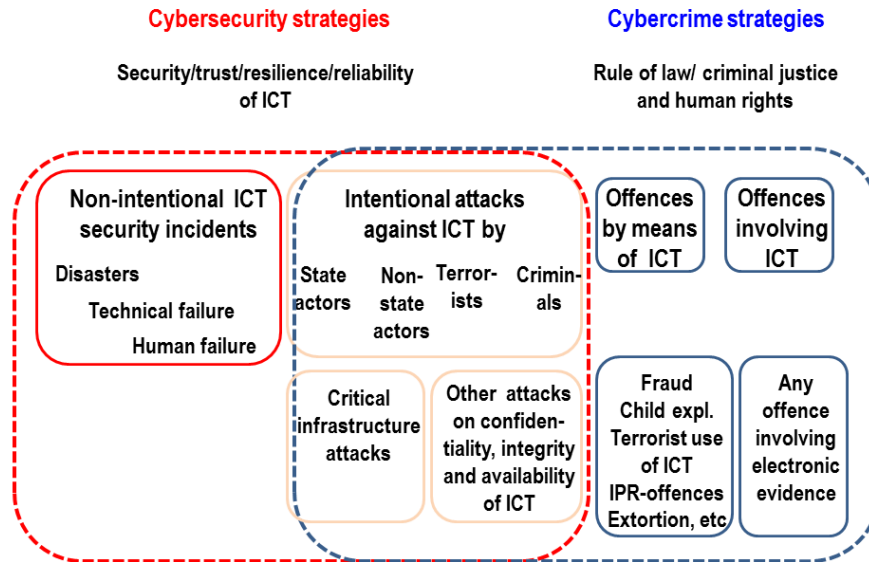 Cybersecurity strategies
Cybercrime strategies
Security/trust/resilience/reliability
of ICT
Rule of law/ criminal justice
and human rights
Non-intentional ICT
security incidents
Disasters
Technical failure
Human failure
Intentional attacks
against ICT by
State
actors
Non-
state
actors
Terror-
ists
Crimin-
als
Offences
by means
of ICT
Offences
involving
ICT
Critical
infrastructure
attacks
Other attacks
on confiden-
tiality, integrity
and availability
of ICT
Fraud
Child expl.
Terrorist use
of ICT
IPR-offences
Extortion, etc
Any
offence
involving
electronic
evidence